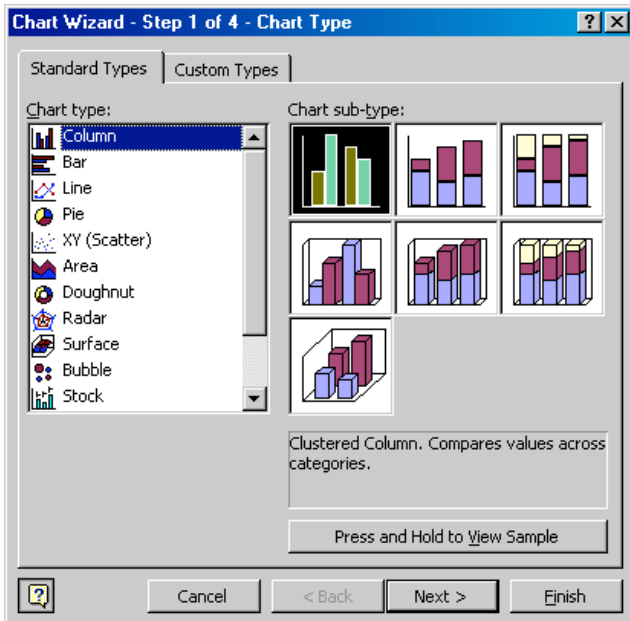 Chart Wizard - Step 1 of 4 - Chart Type
Standard Types
Custom Types
Chart type:
Column
Bar
Line
Pie
XY (Scatter)
Area
Doughnut
Radar
Surface
Bubble
Stock
Chart sub-type:
Clustered Column. Compares values across
categories.
Press and Hold to View Sample
Cancel
< Back
Next >
Finish